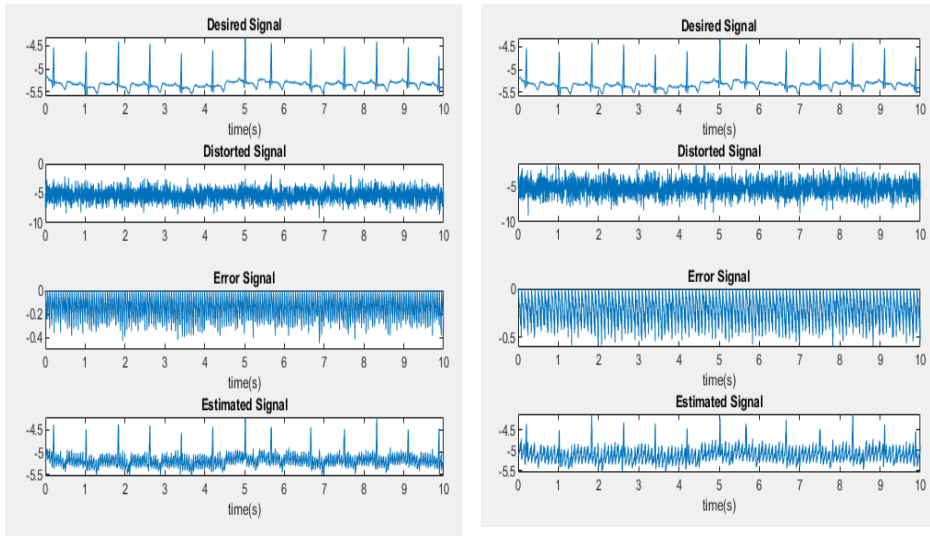 Desired Signal
-4.5
-5
-5.5
0 1 2 3 4 5 6 7 8 9 10
time(s)
Distorted Signal
0
-5
-10
0 1 2 3 4 5 6 7 8 9 10
Error Signal
0
-0.2
-0.4
0 1 2 3 4 5 6 7 8 9 10
time(s)
Estimated Signal
-4.5
-5
-5.5
0 1 2 3 4 5 6 7 8 9 10
time(s)
Desired Signal
-4.5
-5
-5.5
0 1 2 3 4 5 6 7 8 9 10
time(s)
Distorted Signal
-5
-10
0 1 2 3 4 5 6 7 8 9 10
Error Signal
0
-0.5
0 1 2 3 4 5 6 7 8 9 10
time(s)
Estimated Signal
-4.5
-5
-5.5
0 1 2 3 4 5 6 7 8 9 10
time(s)